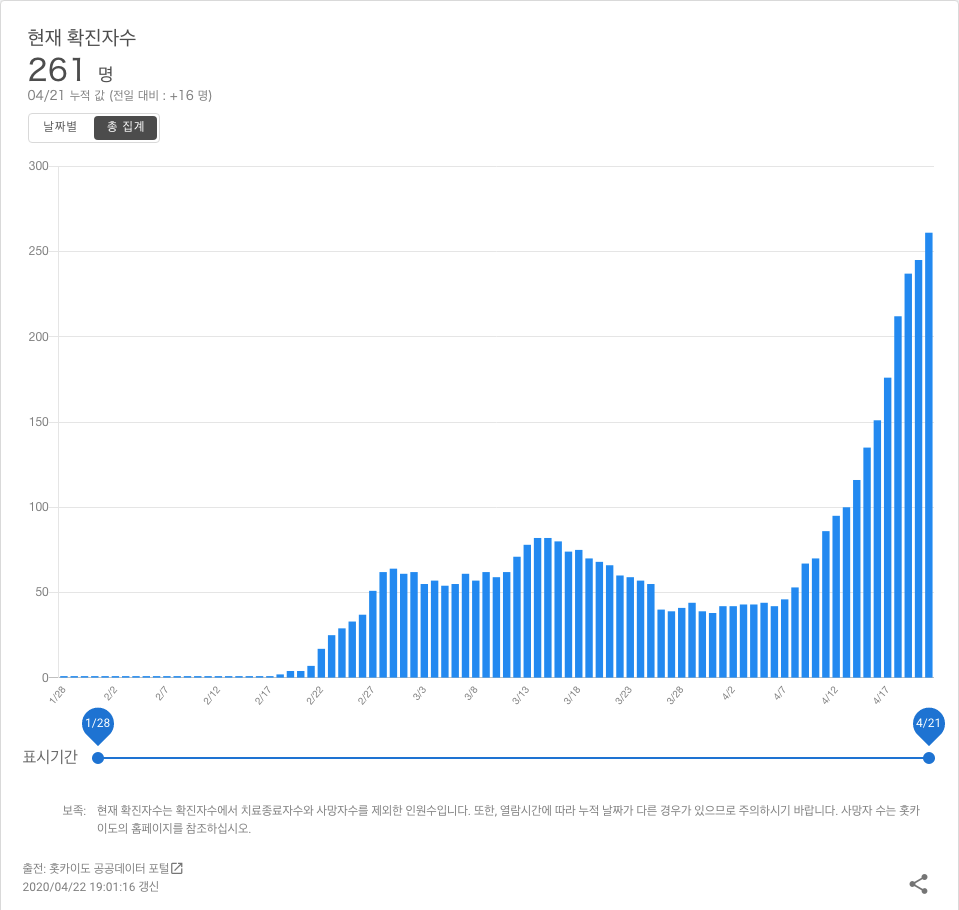 현재 확진자수
261 명
04/21 누적 값 (전일 대비 : +16 명)
날짜별 총 집계
300
250
200
150
100
50
0
1/28 2/2 2/7 2/12 2/17 2/22 2/27 3/3 3/8 3/13 3/18 3/23 3/28 4/2 4/7 4/12 4/17
1/28 4/21
표시기간
보족: 현재 확진자수는 확진자수에서 치료종료자수와 사망자수를 제외한 인원수입니다. 또한, 열람시간에 따라 누적 날짜가 다른 경우가 있으므로 주의하시기 바랍니다. 사망자 수는 홋카
이도의 홈페이지를 참조하십시오.
출전: 홋카이도 공공데이터 포털
2020/04/22 19:01:16 갱신